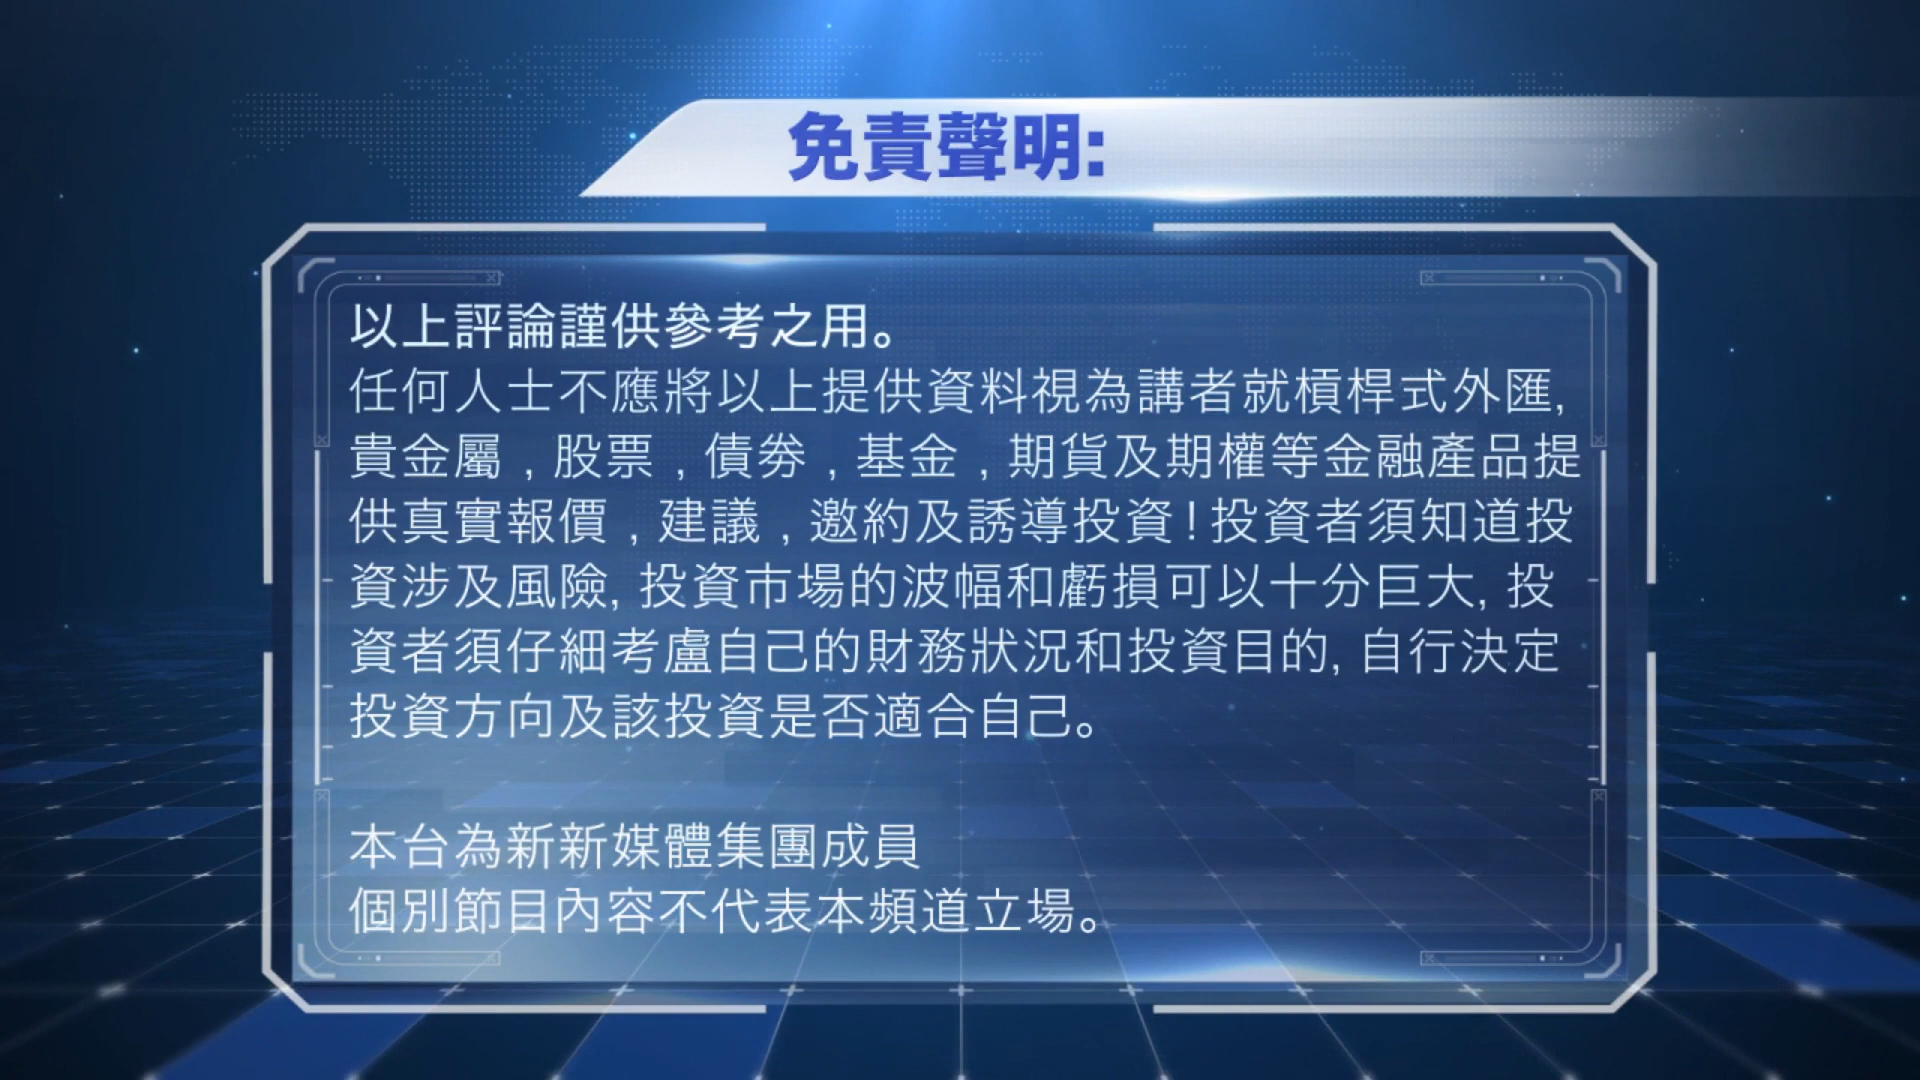 免責聲明:
以上評論謹供參考之用。
任何人士不應將以上提供資料視為講者就槓桿式外匯,
貴金屬，股票，債券，基金，期貨及期權等金融產品提
供真實報價，建議，邀約及誘導投資!投資者須知道投
資涉及風險, 投資市場的波幅和虧損可以十分巨大, 投
資者須仔細考盧自己的財務狀況和投資目的, 自行決定
投資方向及該投資是否適合自己。
本台為新新媒體集團成員
個別節目內容不代表本頻道立場。